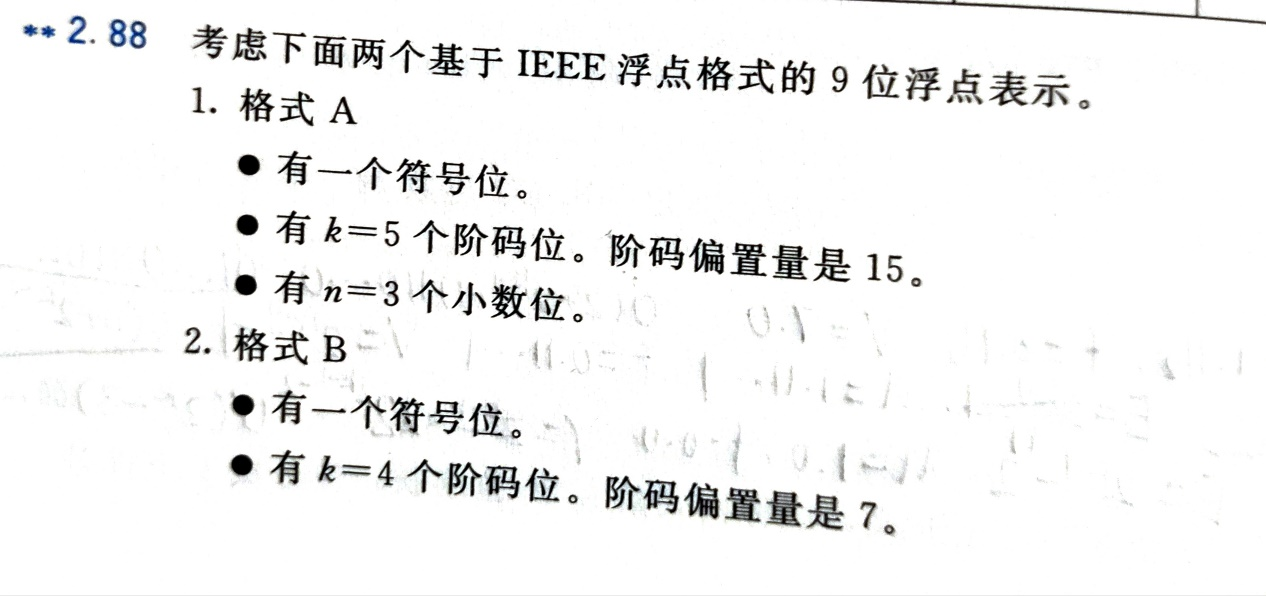 ** 2.88 考虑下面两个基于 IEEE 浮点格式的 9 位浮点表示。
1. 格式 A
● 有一个符号位。
● 有 k=5 个阶码位。阶码偏置量是 15。
● 有 n=3 个小数位。
2. 格式 B
● 有一个符号位。
● 有 k=4 个阶码位。阶码偏置量是 7。